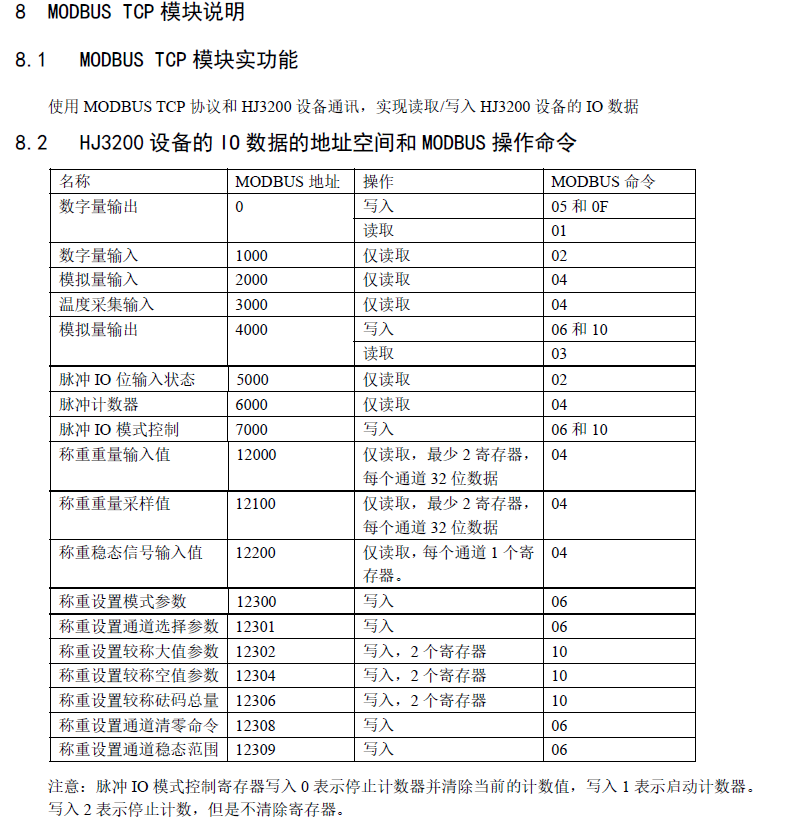 8 MODBUS TCP 模块说明
8.1 MODBUS TCP 模块实功能
使用 MODBUS TCP 协议和 HJ3200 设备通讯，实现读取/写入 HJ3200 设备的 IO 数据
8.2 HJ3200 设备的 IO 数据的地址空间和 MODBUS 操作命令
名称 MODBUS 地址 操作 MODBUS 命令
数字量输出 0 写入 05 和 0F
读取 01
数字量输入 1000 仅读取 02
模拟量输入 2000 仅读取 04
温度采集输入 3000 仅读取 04
模拟量输出 4000 写入 06 和 10
读取 03
脉冲 IO 位输入状态 5000 仅读取 02
脉冲计数器 6000 仅读取 04
脉冲 IO 模式控制 7000 写入 06 和 10
称重重量输入值 12000 仅读取，最少 2 寄存器， 04
每个通道 32 位数据
称重重量采样值 12100 仅读取，最少 2 寄存器， 04
每个通道 32 位数据
称重稳态信号输入值 12200 仅读取，每个通道 1 个寄 04
存器。
称重设置模式参数 12300 写入 06
称重设置通道选择参数 12301 写入 06
称重设置较称大值参数 12302 写入，2 个寄存器 10
称重设置较称空值参数 12304 写入，2 个寄存器 10
称重设置较称砝码总量 12306 写入，2 个寄存器 10
称重设置通道清零命令 12308 写入 06
称重设置通道稳态范围 12309 写入 06
注意：脉冲 IO 模式控制寄存器写入 0 表示停止计数器并清除当前的计数值，写入 1 表示启动计数器。
写入 2 表示停止计数，但是不清除寄存器。